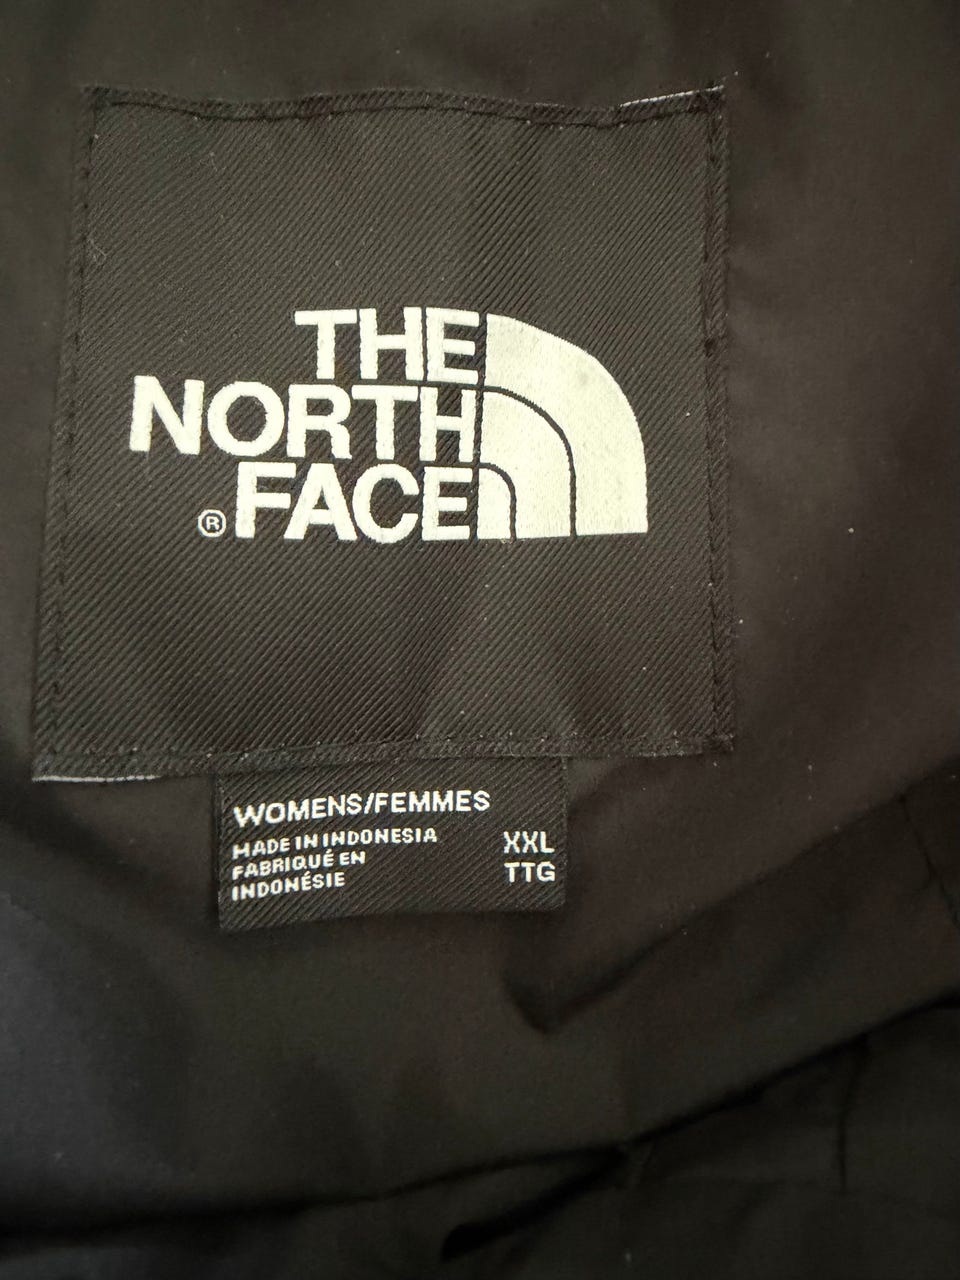 THE
NORTH
® FACE
WOMENS/FEMMES
MADE IN INDONESIA XXL
FABRIQUÉ EN TTG
INDONÉSIE